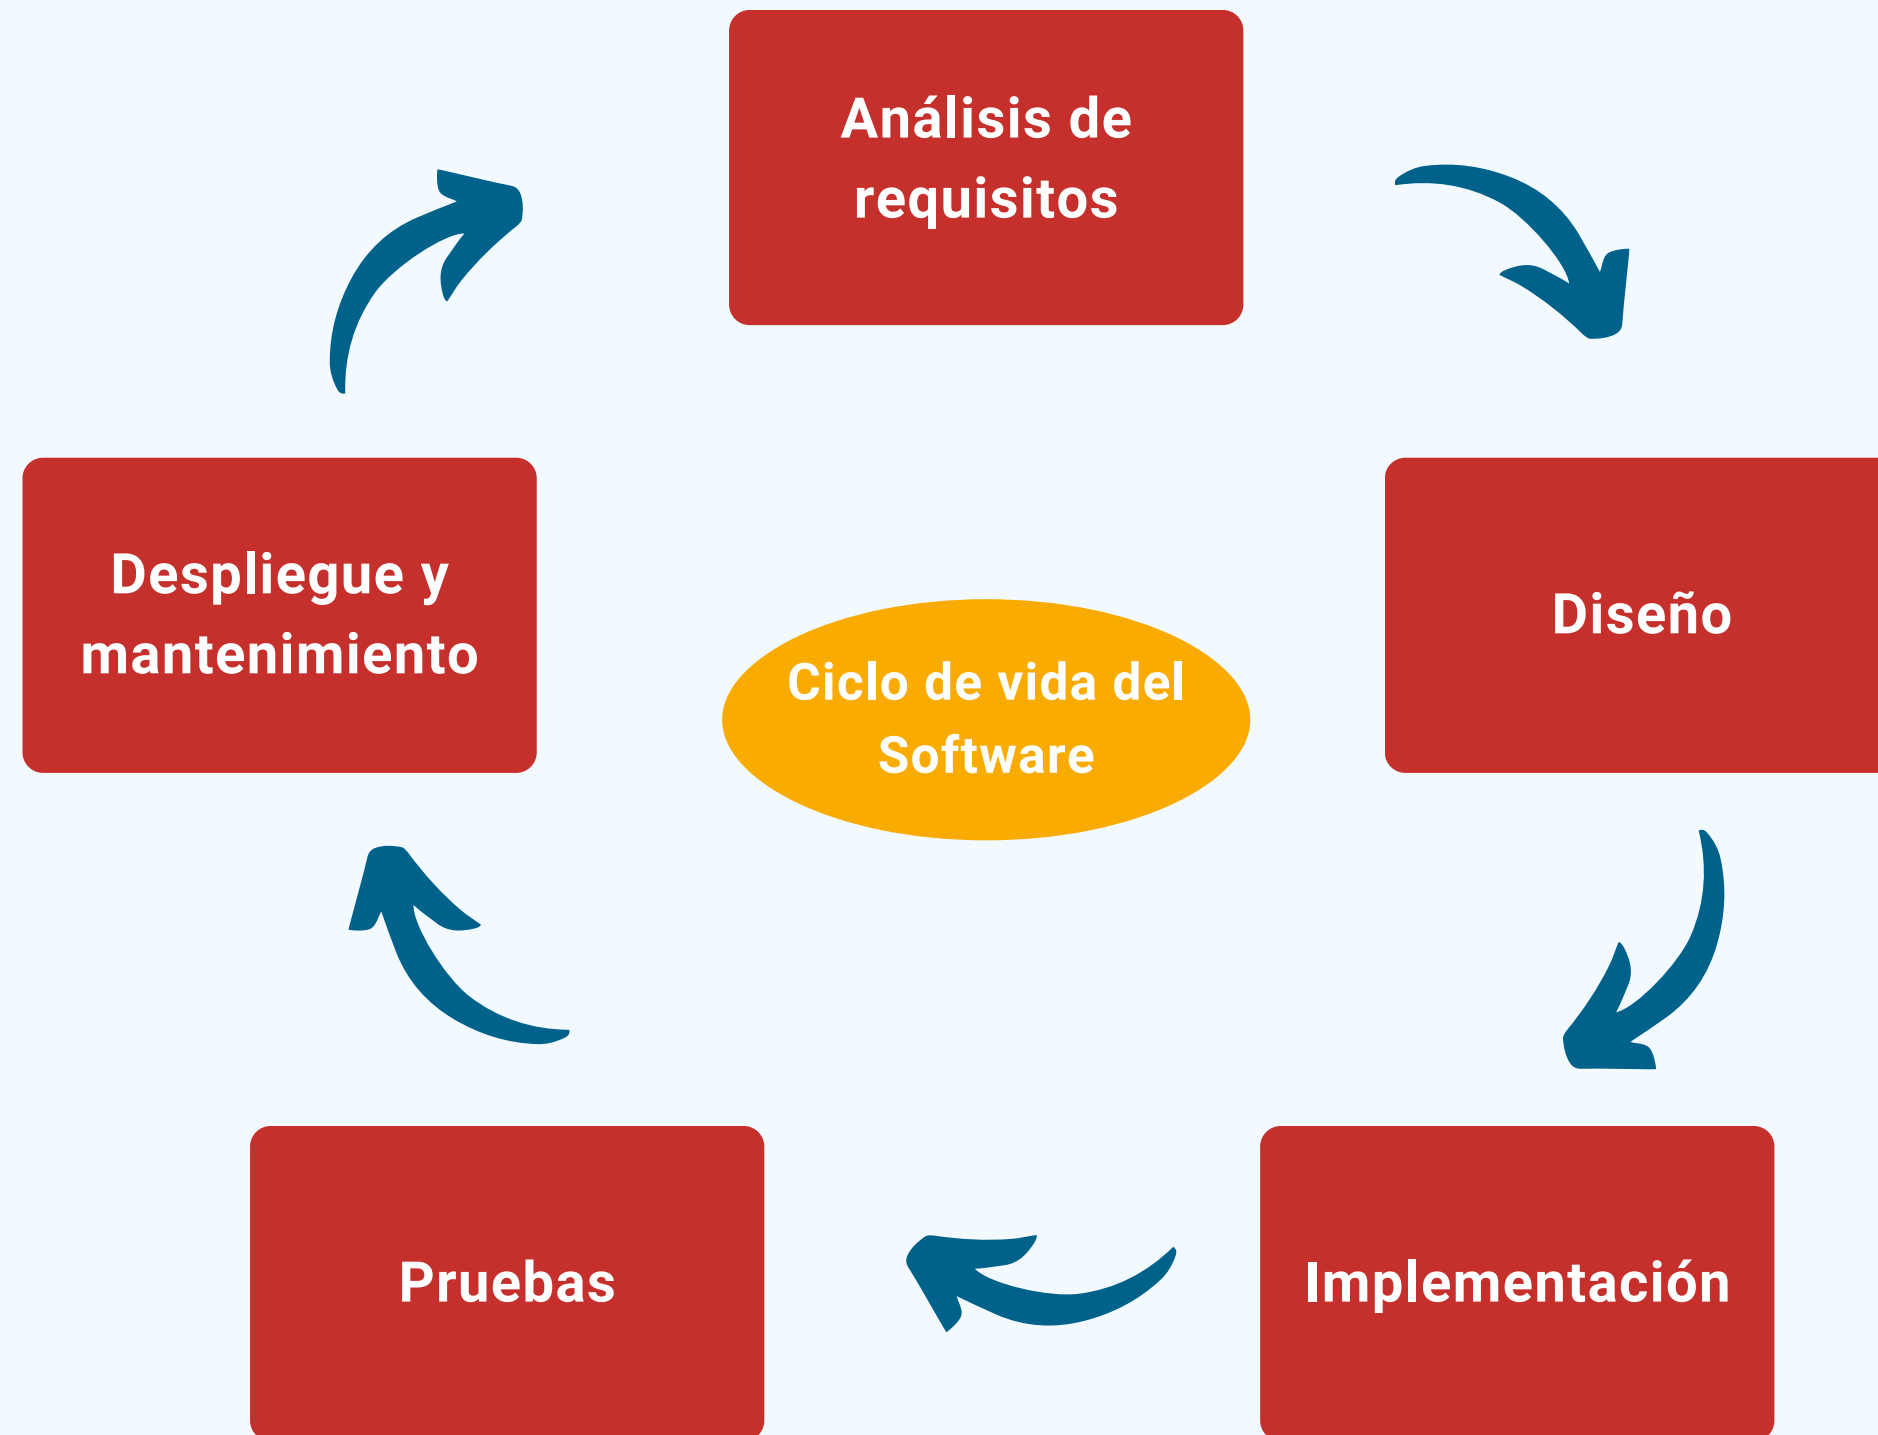 Análisis de
requisitos
Despliegue y
mantenimiento
Diseño
Ciclo de vida del
Software
Pruebas
Implementación